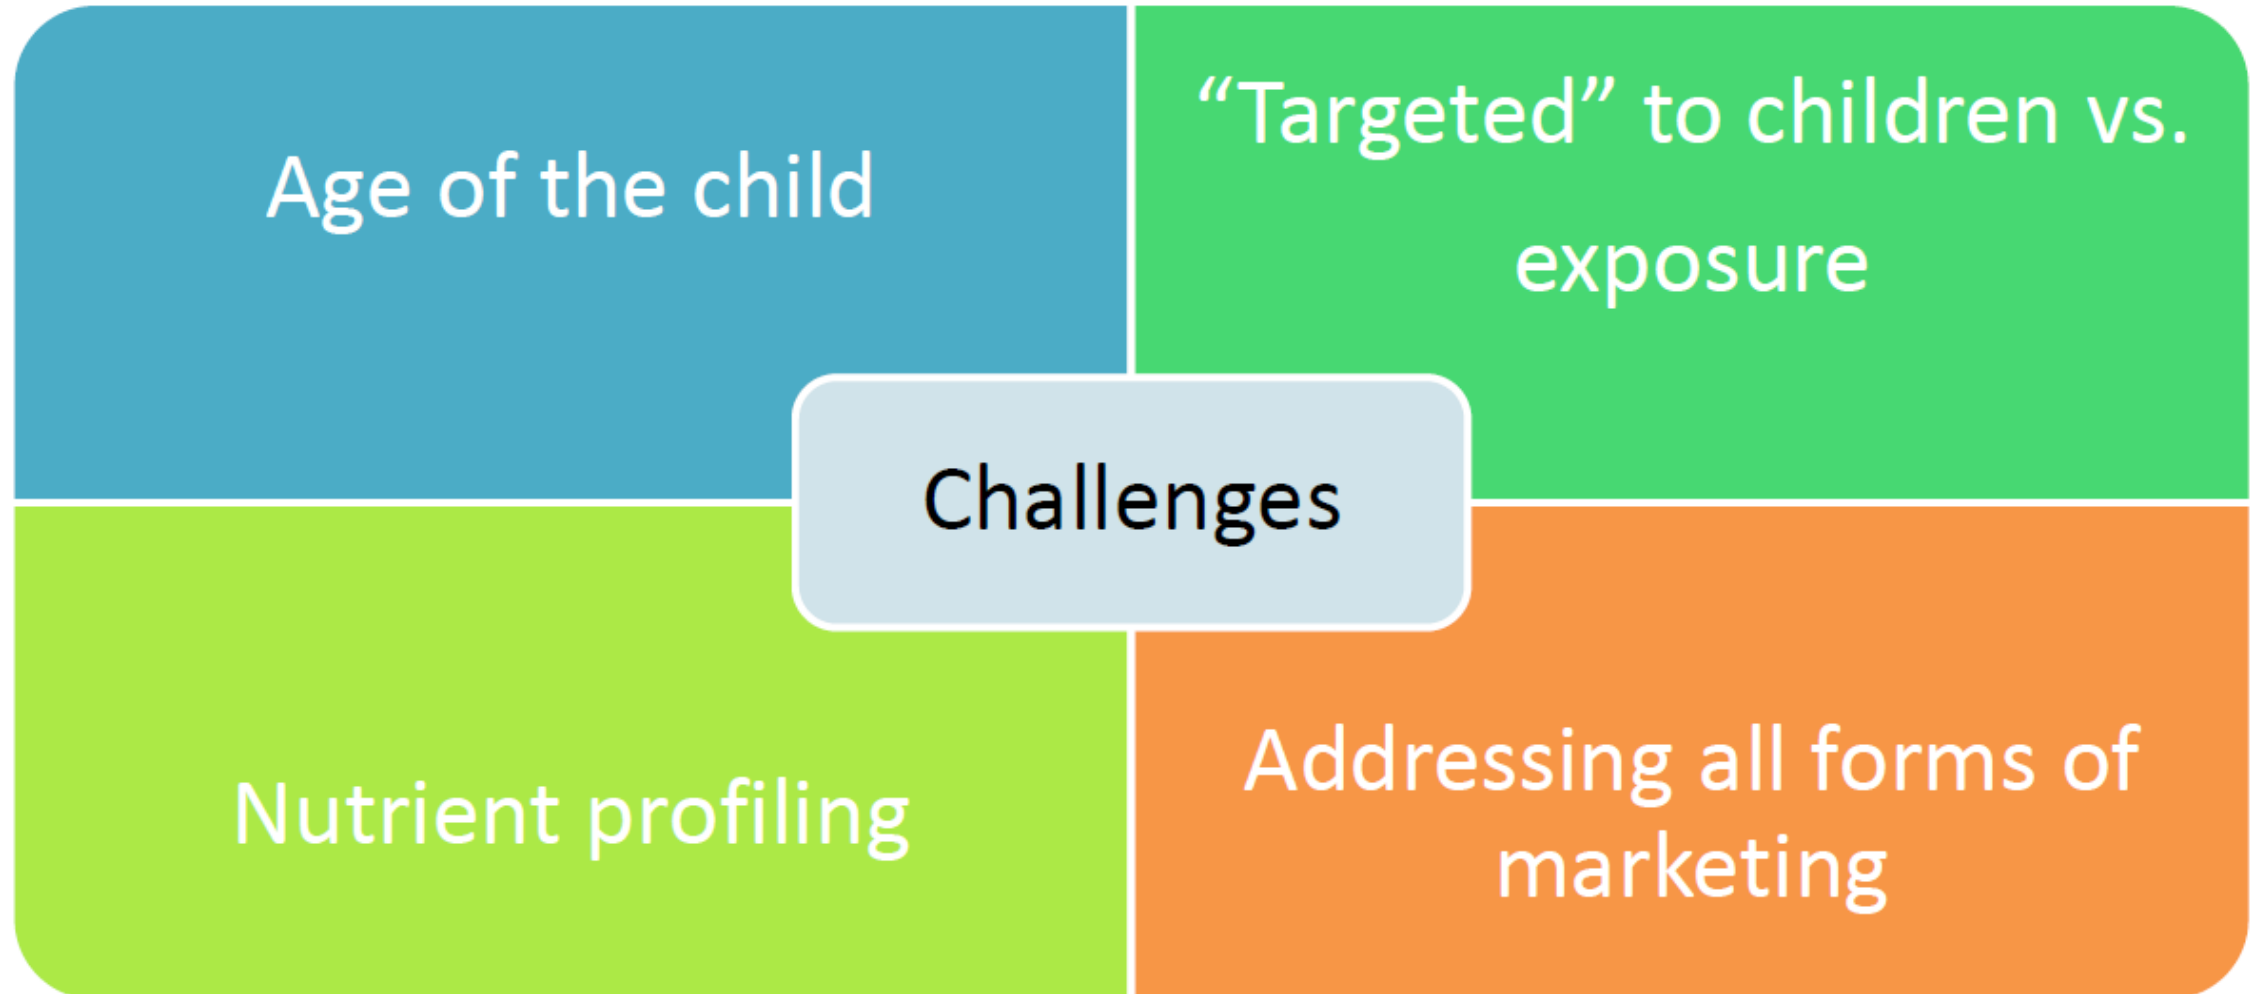 Age of the child
“Targeted” to children vs.
exposure
Challenges
Nutrient profiling
Addressing all forms of
marketing